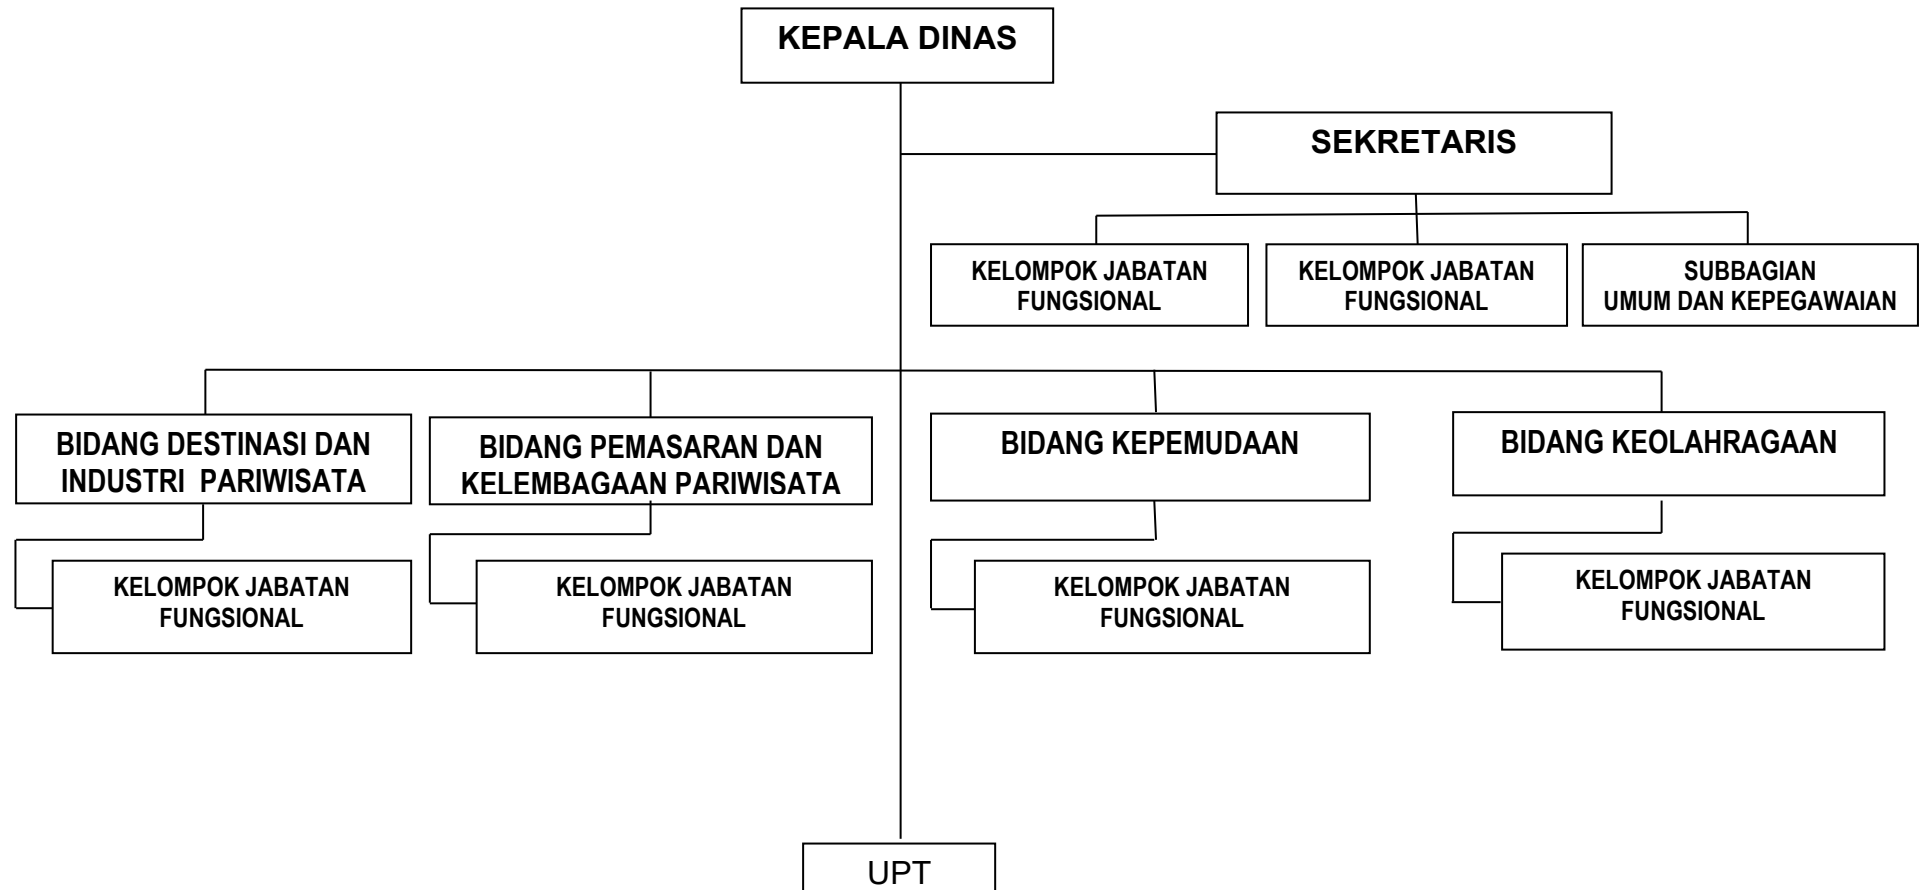 KEPALA DINAS
SEKRETARIS
KELOMPOK JABATAN
FUNGSIONAL
KELOMPOK JABATAN
FUNGSIONAL
SUBBAGIAN
UMUM DAN KEPEGAWAIAN
BIDANG DESTINASI DAN
INDUSTRI PARIWISATA
BIDANG PEMASARAN DAN
KELEMBAGAAN PARIWISATA
BIDANG KEPEMUDAAN
BIDANG KEOLAHRAGAAN
KELOMPOK JABATAN
FUNGSIONAL
KELOMPOK JABATAN
FUNGSIONAL
KELOMPOK JABATAN
FUNGSIONAL
KELOMPOK JABATAN
FUNGSIONAL
UPT